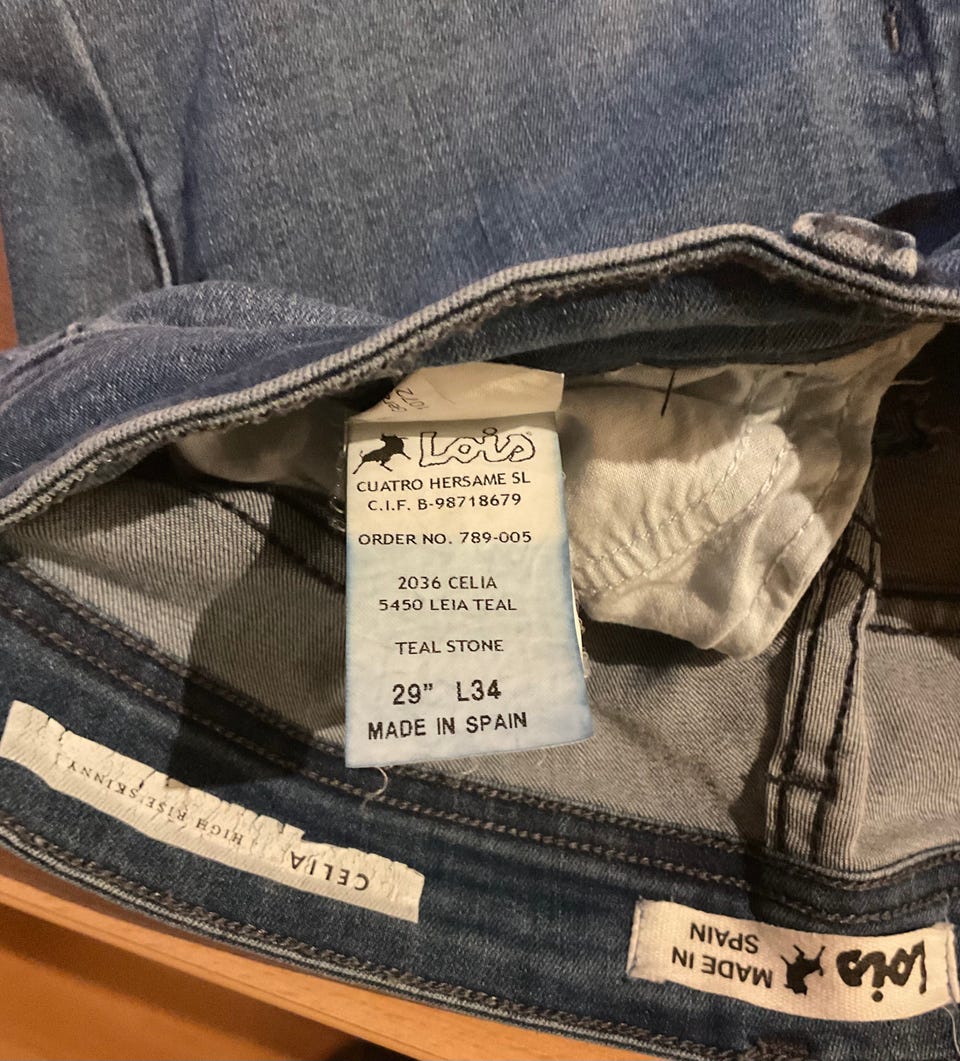 Lois
CUATRO HERSAME SL
C.I.F. B-98718679
ORDER NO. 789-005
2036 CELIA
5450 LEIA TEAL
TEAL STONE
29” L34
MADE IN SPAIN
CELIA
HIGH RISE SKINNY
Lois
MADE IN
SPAIN